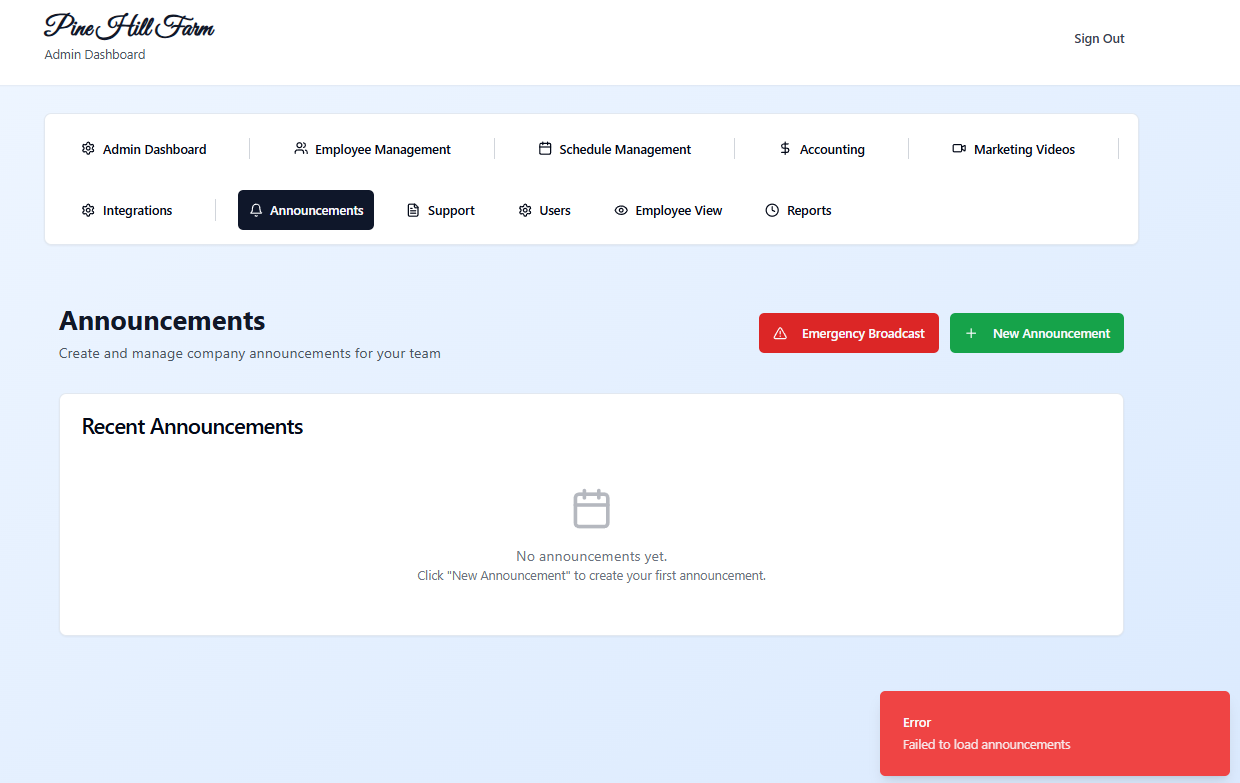 Pine Hill Farm
Admin Dashboard
Sign Out
Admin Dashboard
Employee Management
Schedule Management
Accounting
Marketing Videos
Integrations
Announcements
Support
Users
Employee View
Reports
Announcements
Create and manage company announcements for your team
Emergency Broadcast
New Announcement
Recent Announcements
No announcements yet.
Click "New Announcement" to create your first announcement.
Error
Failed to load announcements